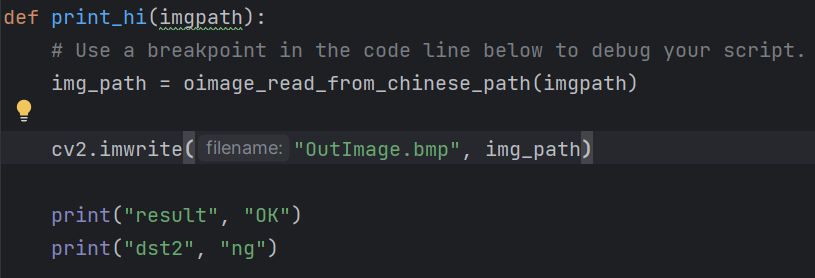 def print_hi(imgpath):
# Use a breakpoint in the code line below to debug your script.
img_path = oimage_read_from_chinese_path(imgpath)
cv2.imwrite( filename: "OutImage.bmp", img_path)
print("result", "OK")
print("dst2", "ng")